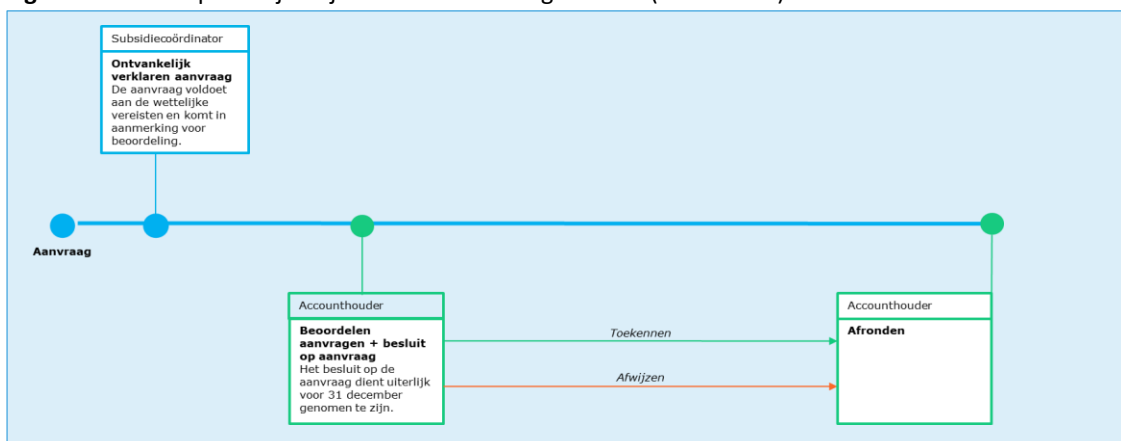 Subsidiecoördinator
Ontvankelijk
verklaren aanvraag
De aanvraag voldoet
aan de wettelijke
vereisten en komt in
aanmerking voor
beoordeling.
Aanvraag
Accounthouder
Beoordelen
aanvragen + besluit
op aanvraag
Het besluit op de
aanvraag dient uiterlijk
voor 31 december
genomen te zijn.
Toekennen
Afwijzen
Accounthouder
Afronden